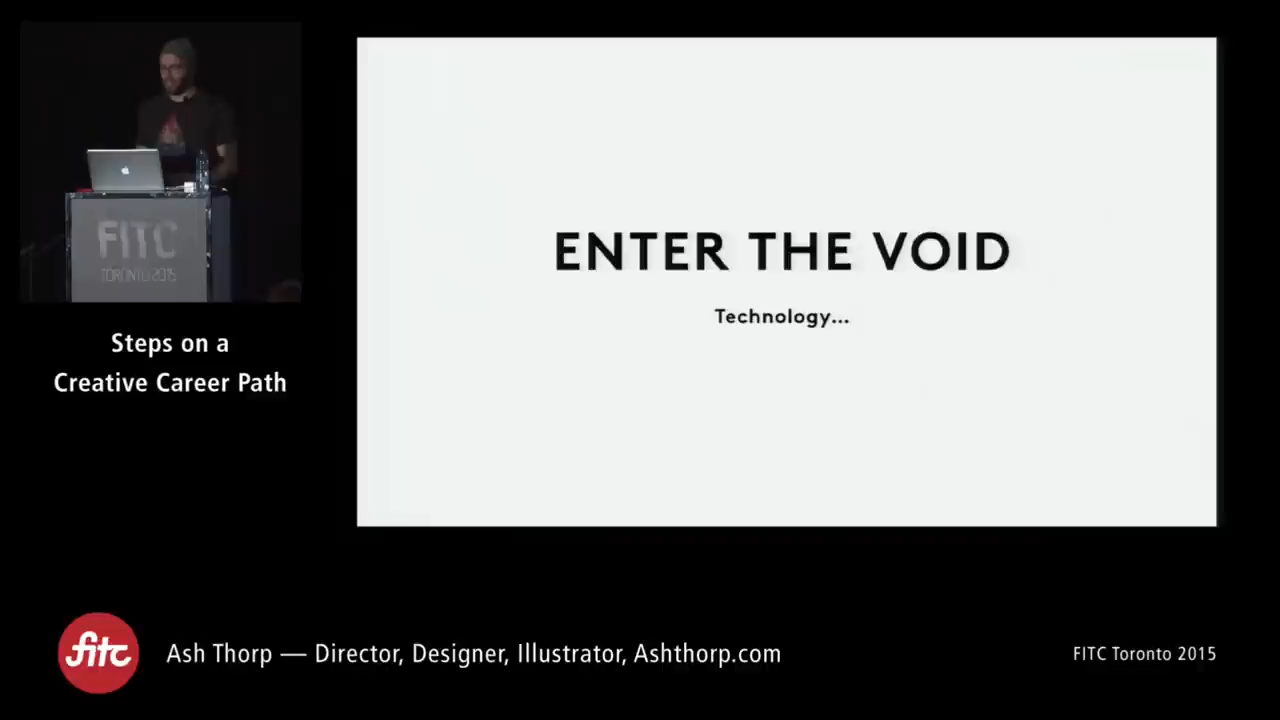 FITC
TORONTO 2015
Steps on a
Creative Career Path
ENTER THE VOID
Technology...
fitc
Ash Thorp — Director, Designer, Illustrator, Ashthorp.com
FITC Toronto 2015